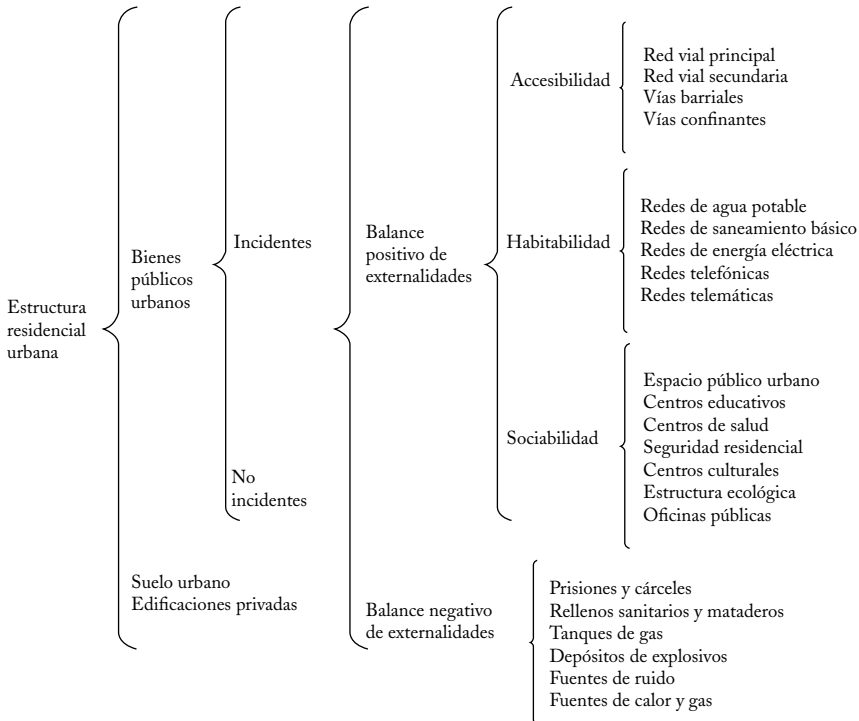 Estructura
residencial
urbana
Bienes
públicos
urbanos
Incidentes
Balance
positivo de
externalidades
Accesibilidad
Red vial principal
Red vial secundaria
Vías barriales
Vías confinantes
Habitabilidad
Redes de agua potable
Redes de saneamiento básico
Redes de energía eléctrica
Redes telefónicas
Redes telemáticas
Sociabilidad
Espacio público urbano
Centros educativos
Centros de salud
Seguridad residencial
Centros culturales
Estructura ecológica
Oficinas públicas
Balance negativo
de externalidades
Prisiones y cárceles
Rellenos sanitarios y mataderos
Tanques de gas
Depósitos de explosivos
Fuentes de ruido
Fuentes de calor y gas
No
incidentes
Suelo urbano
Edificaciones privadas